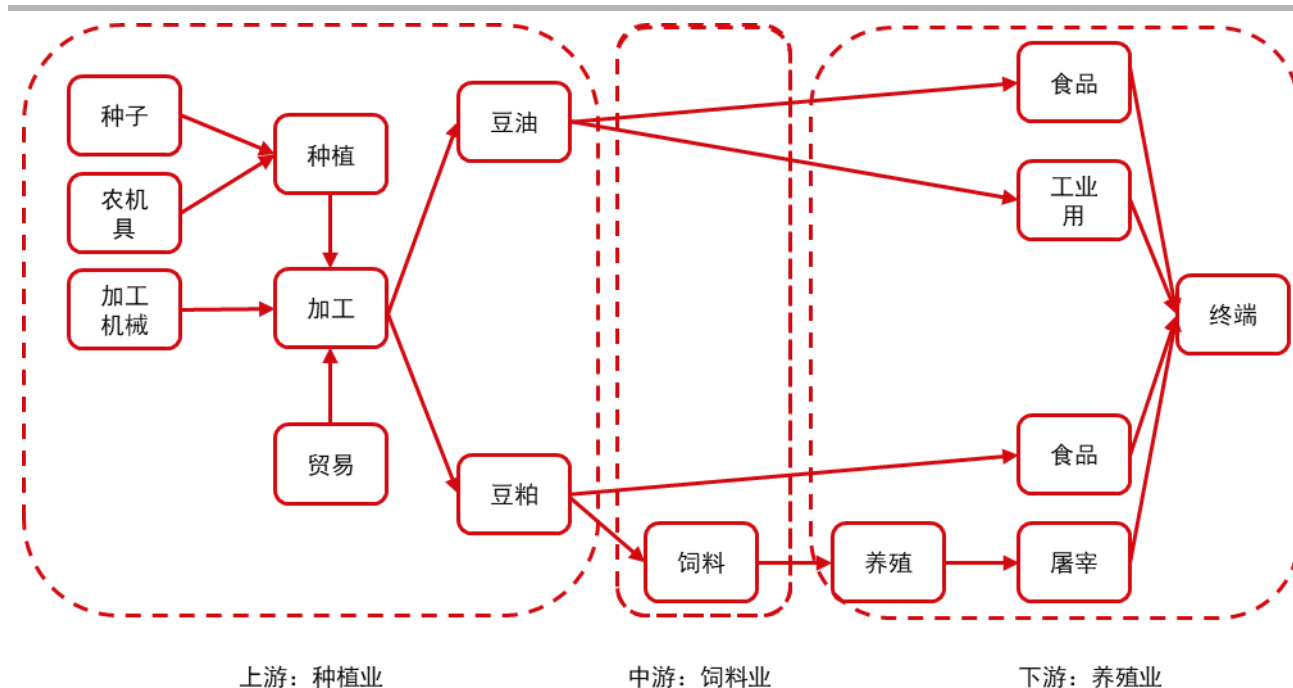 种子
农机
具
加工
机械
种植
加工
贸易
豆油
豆粕
饲料
养殖
食品
工业
用
食品
屠宰
终端
上游：种植业
中游：饲料业
下游：养殖业